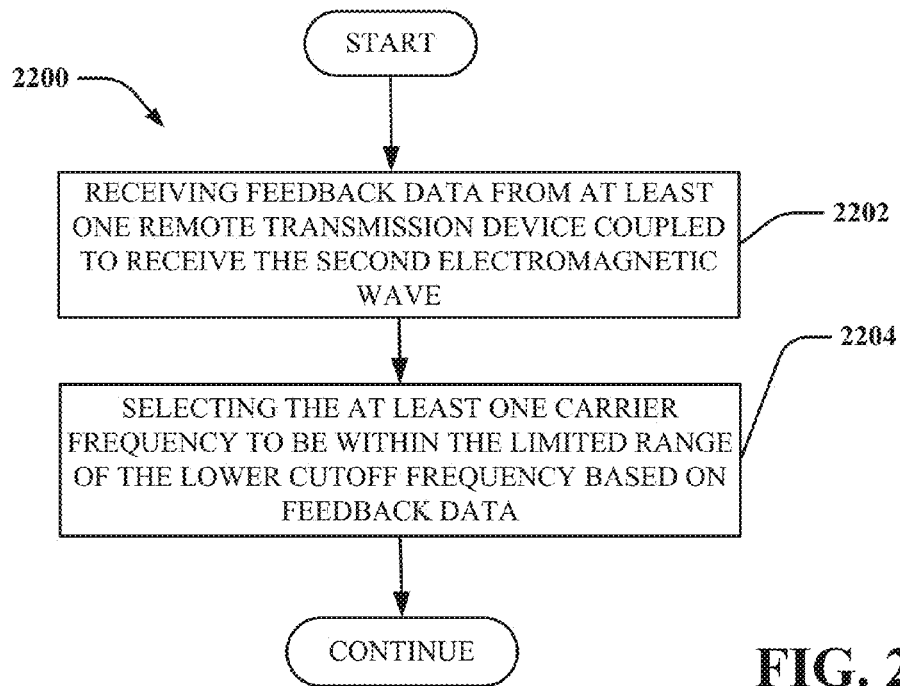 START
2200
RECEIVING FEEDBACK DATA FROM AT LEAST
ONE REMOTE TRANSMISSION DEVICE COUPLED
TO RECEIVE THE SECOND ELECTROMAGNETIC
WAVE
2202
2204
SELECTING THE AT LEAST ONE CARRIER
FREQUENCY TO BE WITHIN THE LIMITED RANGE
OF THE LOWER CUTOFF FREQUENCY BASED ON
FEEDBACK DATA
CONTINUE
FIG. 2